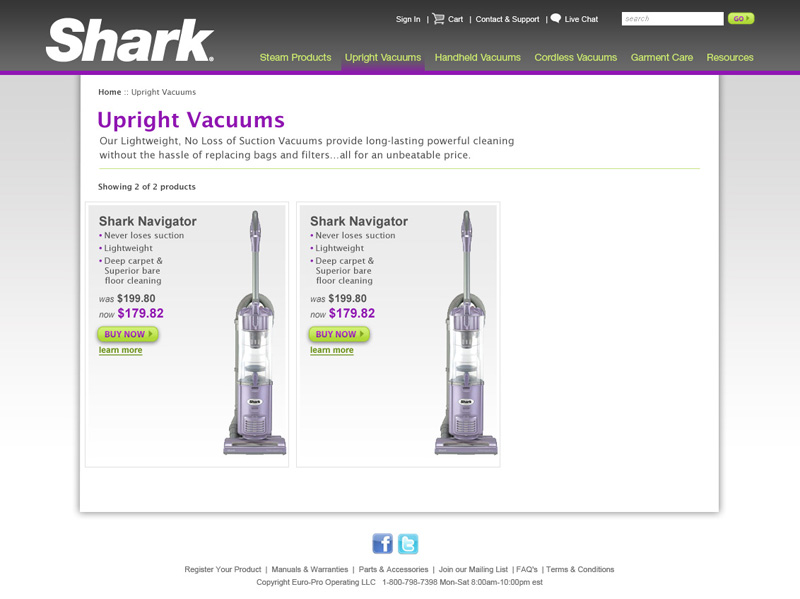 Sign In | Cart | Contact & Support | Live Chat search GO
Shark
Steam Products Upright Vacuums Handheld Vacuums Cordless Vacuums Garment Care Resources
Home :: Upright Vacuums
Upright Vacuums
Our Lightweight, No Loss of Suction Vacuums provide long-lasting powerful cleaning
without the hassle of replacing bags and filters...all for an unbeatable price.
Showing 2 of 2 products
Shark Navigator
• Never loses suction
• Lightweight
• Deep carpet &
Superior bare
floor cleaning
was $199.80
now $179.82
BUY NOW
learn more
Shark
Shark Navigator
• Never loses suction
• Lightweight
• Deep carpet &
Superior bare
floor cleaning
was $199.80
now $179.82
BUY NOW
learn more
Shark
Register Your Product | Manuals & Warranties | Parts & Accessories | Join our Mailing List | FAQ's | Terms & Conditions
Copyright Euro-Pro Operating LLC 1-800-798-7398 Mon-Sat 8:00am-10:00pm est